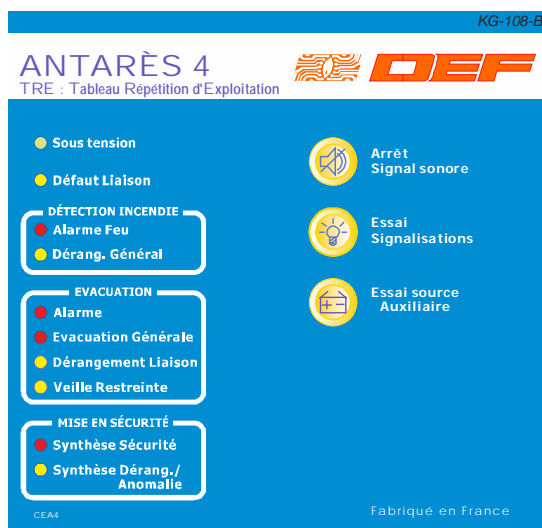 KG-108-B
ANTARÈS 4
TRE : Tableau Répétition d'Exploitation
DEF
Sous tension
Défaut Liaison
DÉTECTION INCENDIE
Alarme Feu
Dérang. Général
EVACUATION
Alarme
Evacuation Générale
Dérangement Liaison
Veille Restreinte
MISE EN SÉCURITÉ
Synthèse Sécurité
Synthèse Dérang./
Anomalie
CEA4
Arrêt
Signal sonore
Essai
Signalisations
Essai source
Auxiliaire
Fabriqué en France